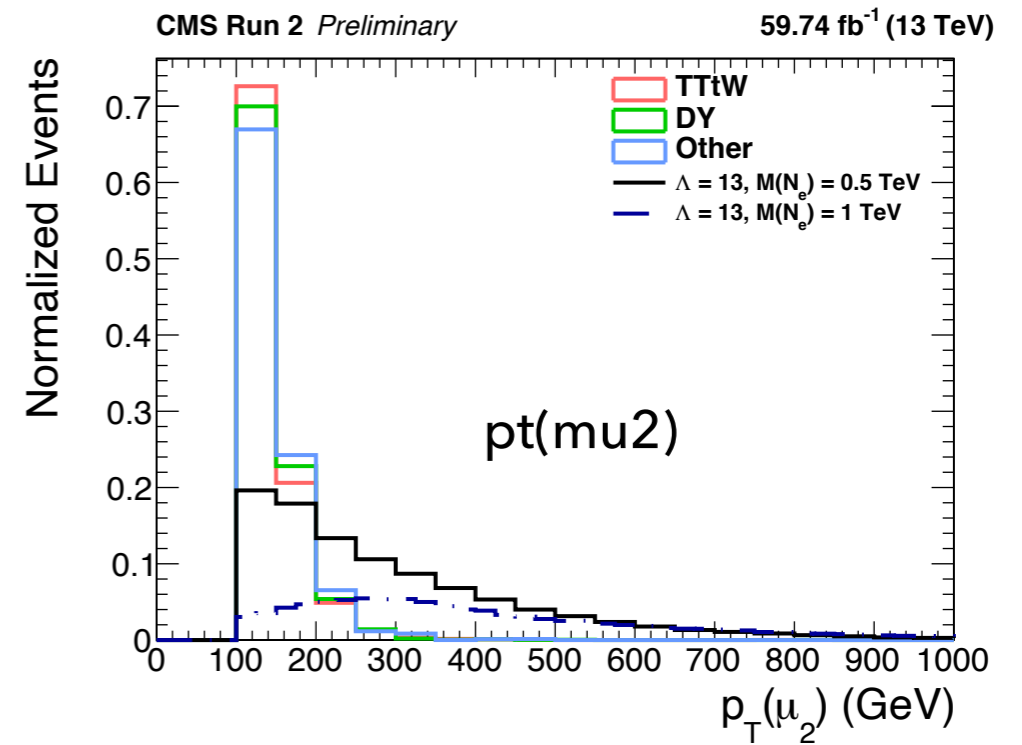 CMS Run 2 Preliminary
59.74 fb⁻¹ (13 TeV)
Normalized Events
0.7
0.6
0.5
0.4
0.3
0.2
0.1
0
TTtW
DY
Other
Λ = 13, M(Nₑ) = 0.5 TeV
Λ = 13, M(Nₑ) = 1 TeV
pt(mu2)
0 100 200 300 400 500 600 700 800 900 1000
p_T(μ₂) (GeV)